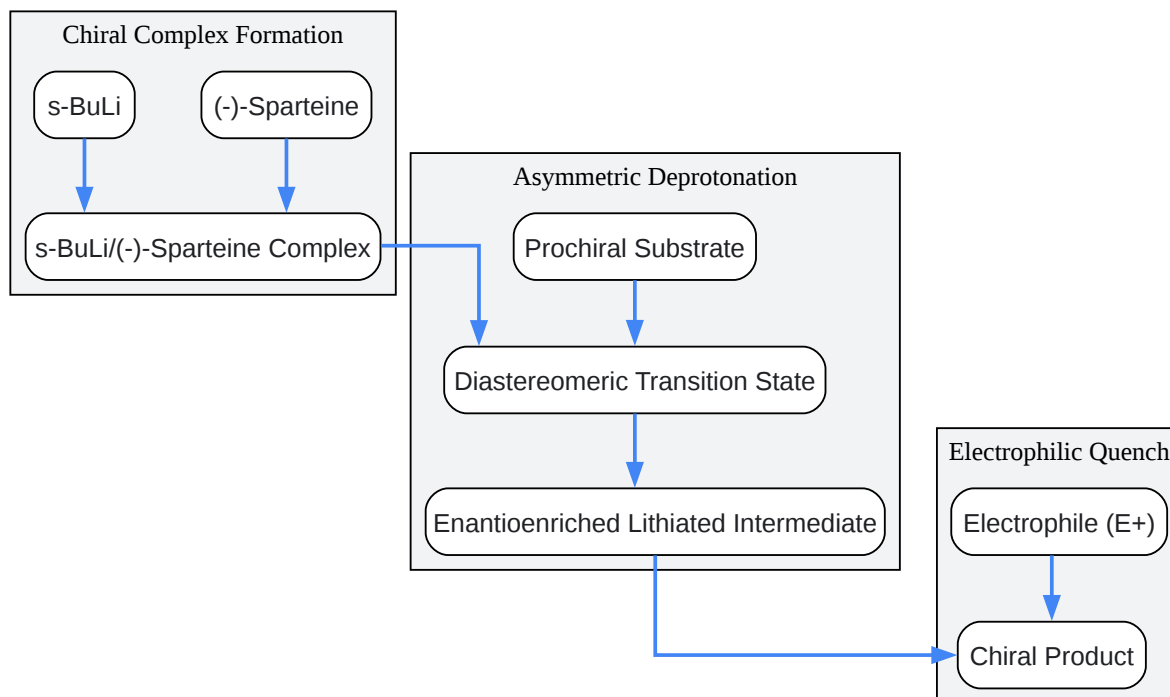 Chiral Complex Formation
s-BuLi
(-)-Sparteine
s-BuLi/(-)-Sparteine Complex
Asymmetric Deprotonation
Prochiral Substrate
Diastereomeric Transition State
Enantioenriched Lithiated Intermediate
Electrophilic Quench
Electrophile (E+)
Chiral Product